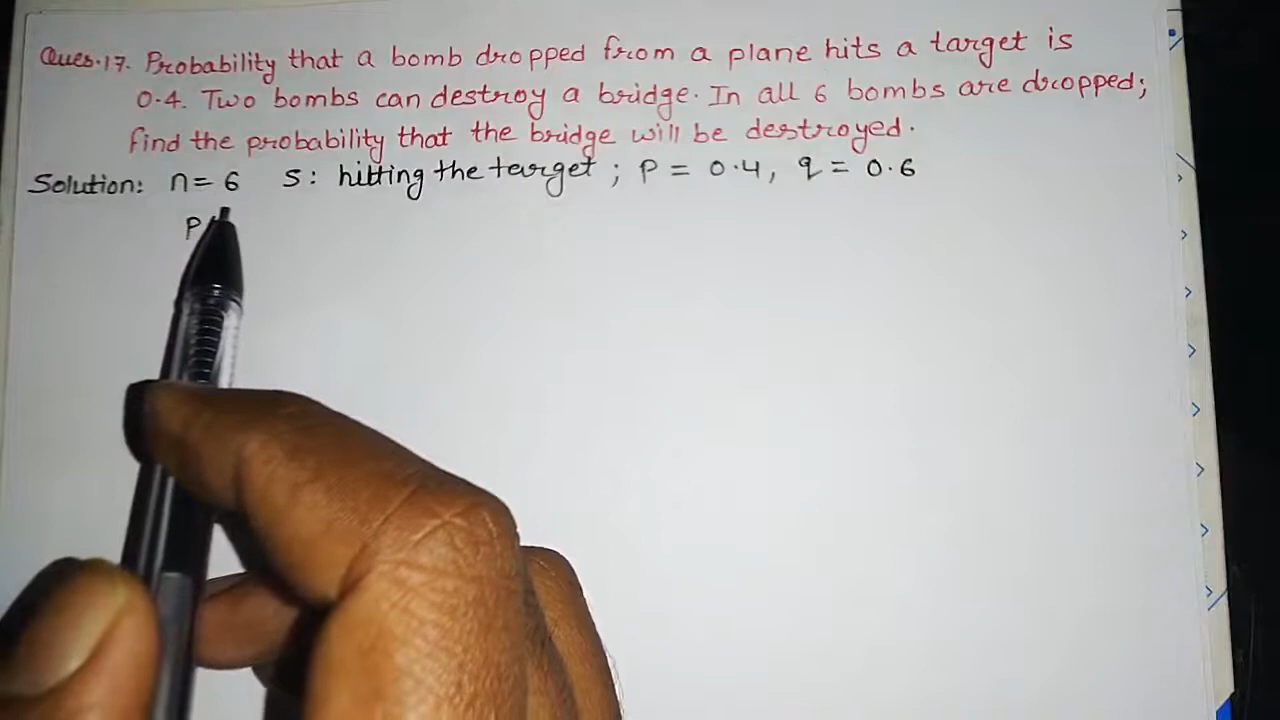 Ques.17. Probability that a bomb dropped from a plane hits a target is
0.4. Two bombs can destroy a bridge. In all 6 bombs are dropped;
find the probability that the bridge will be destroyed.
Solution: n = 6 S: hitting the target ; p = 0.4, q = 0.6
P(